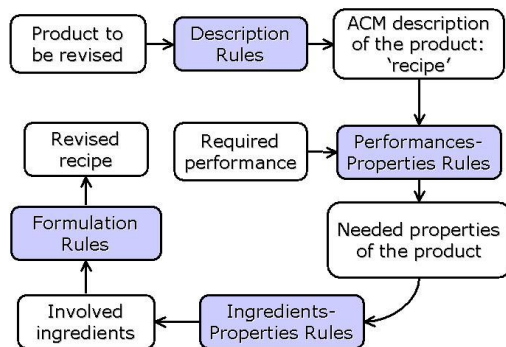 Product to
be revised
Description
Rules
ACM description
of the product:
‘recipe’
Revised
recipe
Required
performance
Performances-
Properties Rules
Formulation
Rules
Needed properties
of the product
Involved
ingredients
Ingredients-
Properties Rules